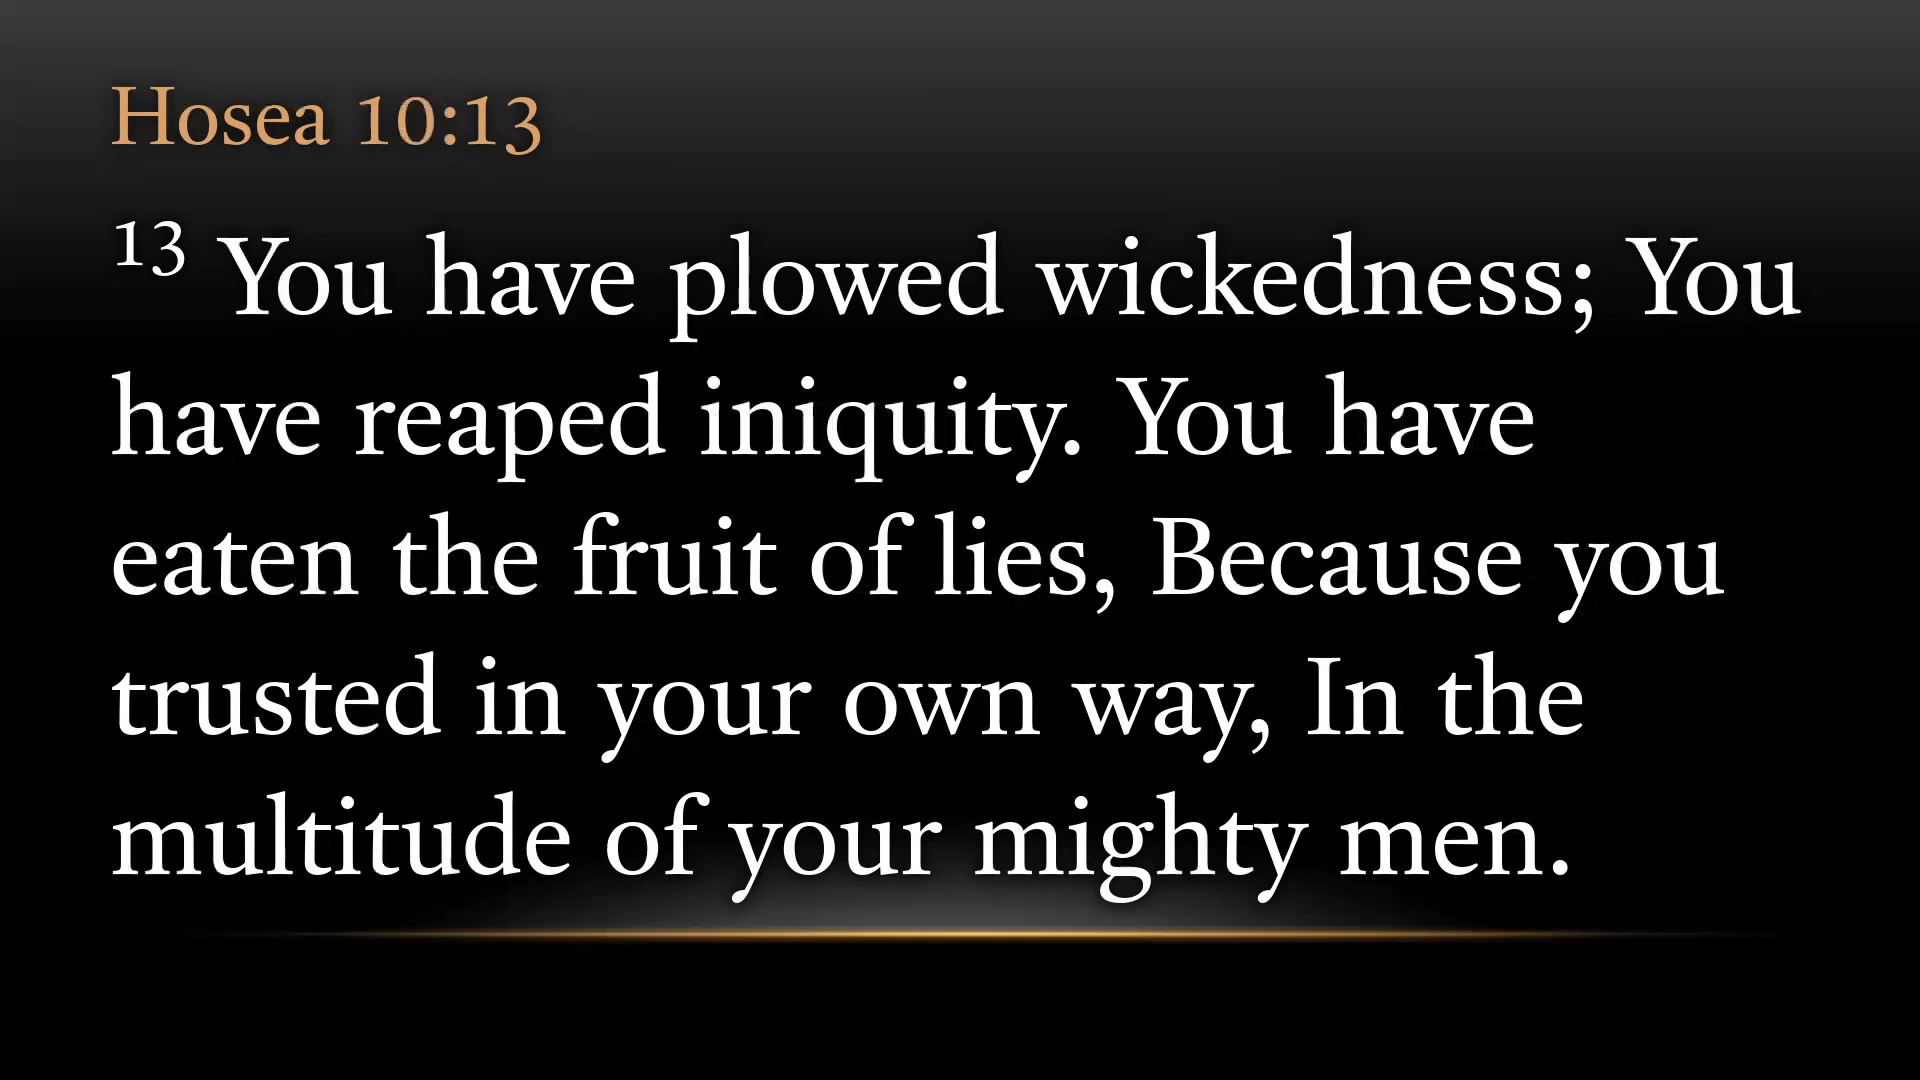 Hosea 10:13
13 You have plowed wickedness; You
have reaped iniquity. You have
eaten the fruit of lies, Because you
trusted in your own way, In the
multitude of your mighty men.